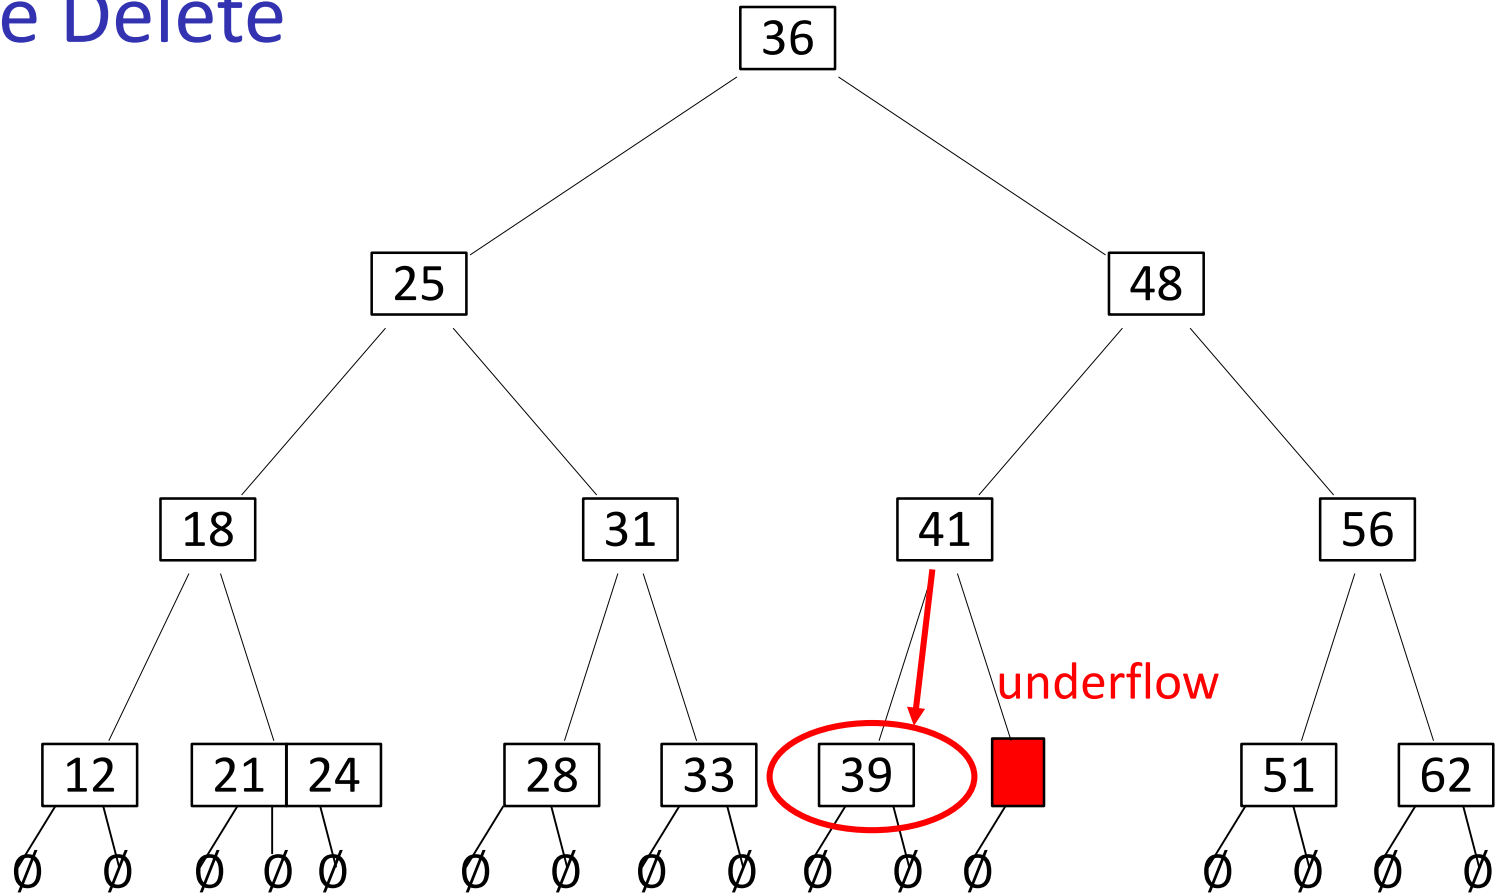 e Delete
36
25 48
18 31 41 56
underflow
12 21 24 28 33 39 51 62
Ø Ø Ø Ø Ø Ø Ø Ø Ø Ø Ø Ø Ø Ø Ø Ø